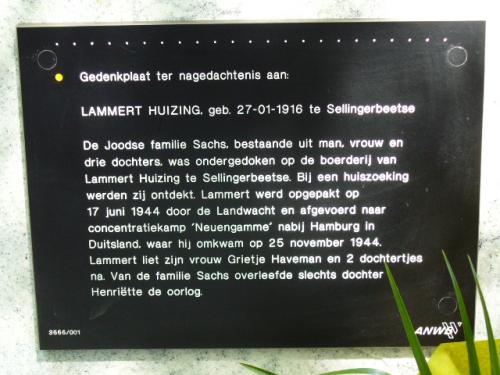 Gedenkplaat ter nagedachtenis aan:
LAMMERT HUIZING, geb. 27-01-1916 te Sellingerbeetse
De Joodse familie Sachs, bestaande uit man, vrouw en
drie dochters, was ondergedoken op de boerderij van
Lammert Huizing te Sellingerbeetse. Bij een huiszoeking
werden zij ontdekt. Lammert werd opgepakt op
17 juni 1944 door de Landwacht en afgevoerd naar
concentratiekamp 'Neuengamme' nabij Hamburg in
Duitsland, waar hij omkwam op 25 november 1944.
Lammert liet zijn vrouw Grietje Haveman en 2 dochtertjes
na. Van de familie Sachs overleefde slechts dochter
Henriëtte de oorlog.
3666/001
ANWB